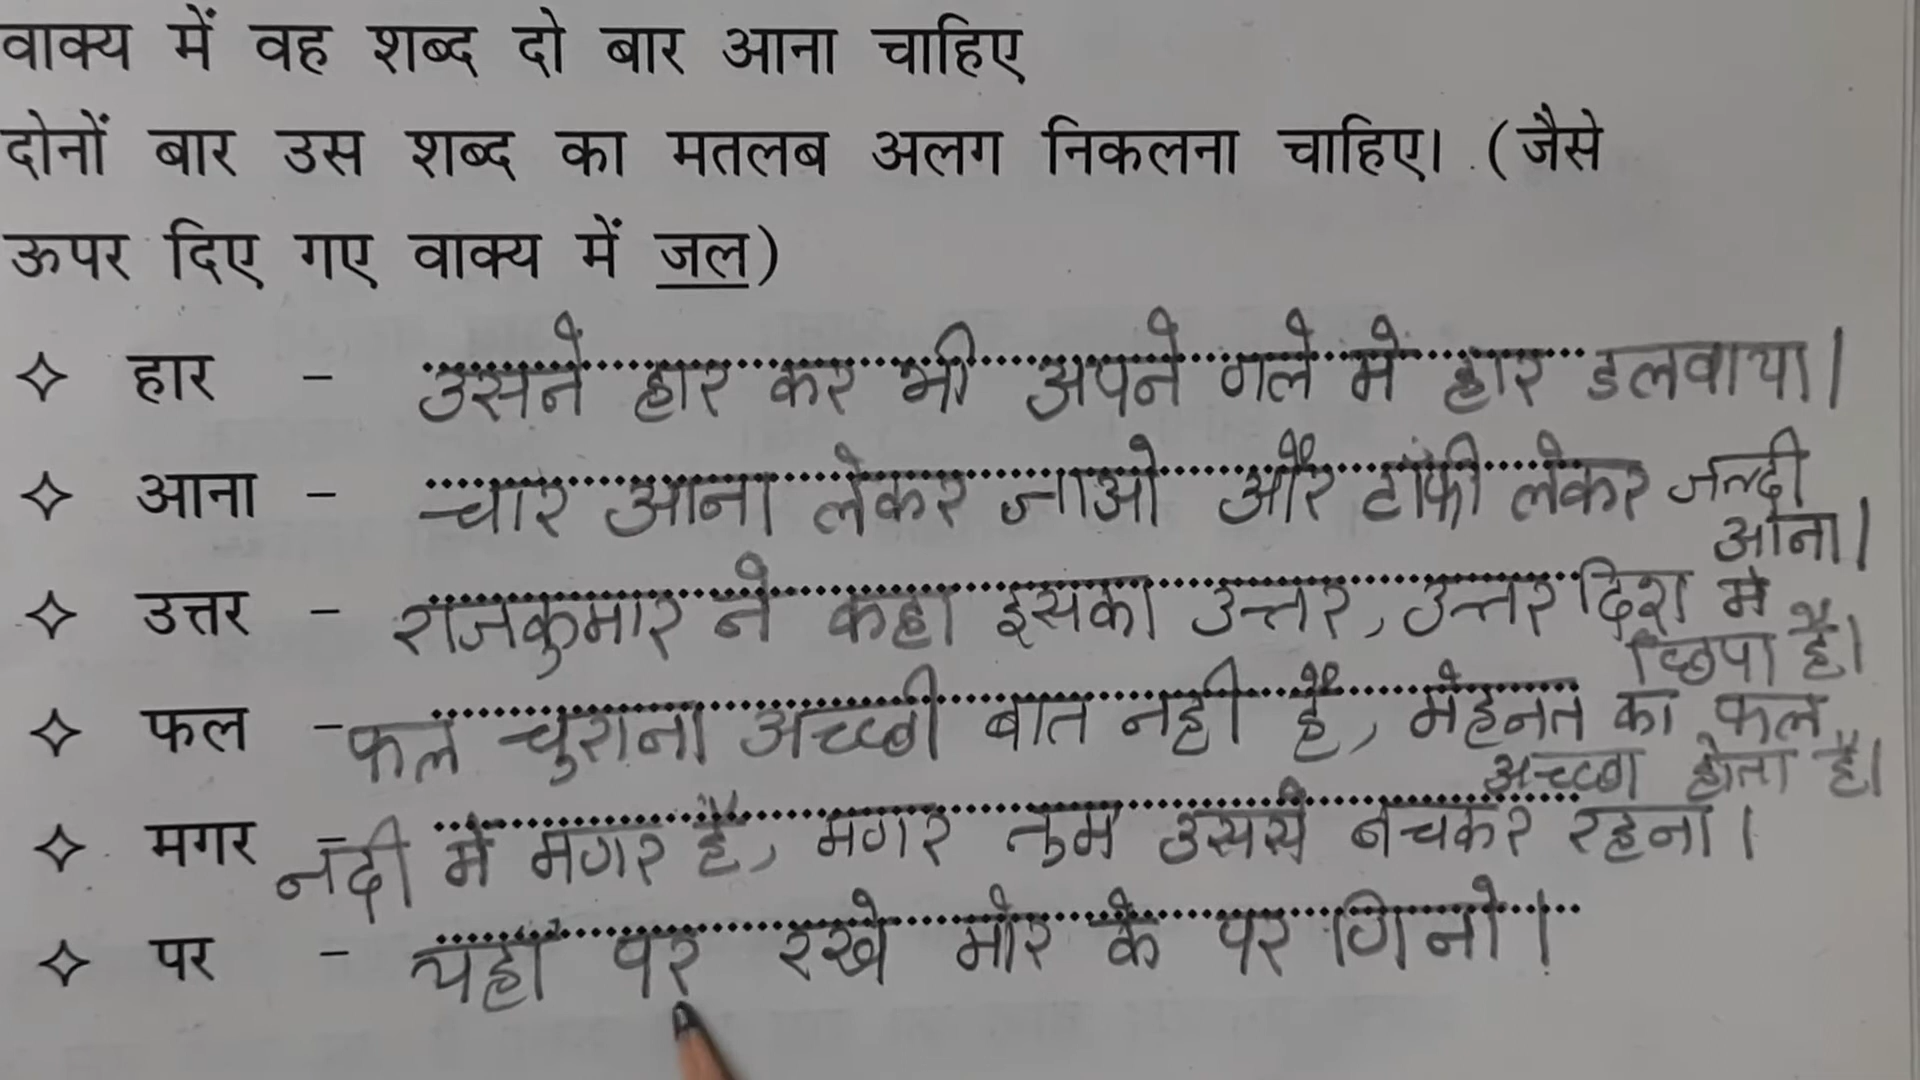 वाक्य में वह शब्द दो बार आना चाहिए
दोनों बार उस शब्द का मतलब अलग निकलना चाहिए। (जैसे
ऊपर दिए गए वाक्य में जल)
✧ हार - उसने हार कर भी अपने गले मे हार डलवाया।
✧ आना - चार आना लेकर जाओ और टॉफी लेकर जल्दी
आना।
✧ उत्तर - राजकुमार ने कहा इसका उत्तर, उत्तर दिशा मे
छिपा है।
✧ फल - फल चुराना अच्छी बात नही है, मेहनत का फल
अच्छा होता है।
✧ मगर - नदी में मगर है, मगर तुम उससे बचकर रहना।
✧ पर - यहाँ पर रखे मोर के पर गिनो।